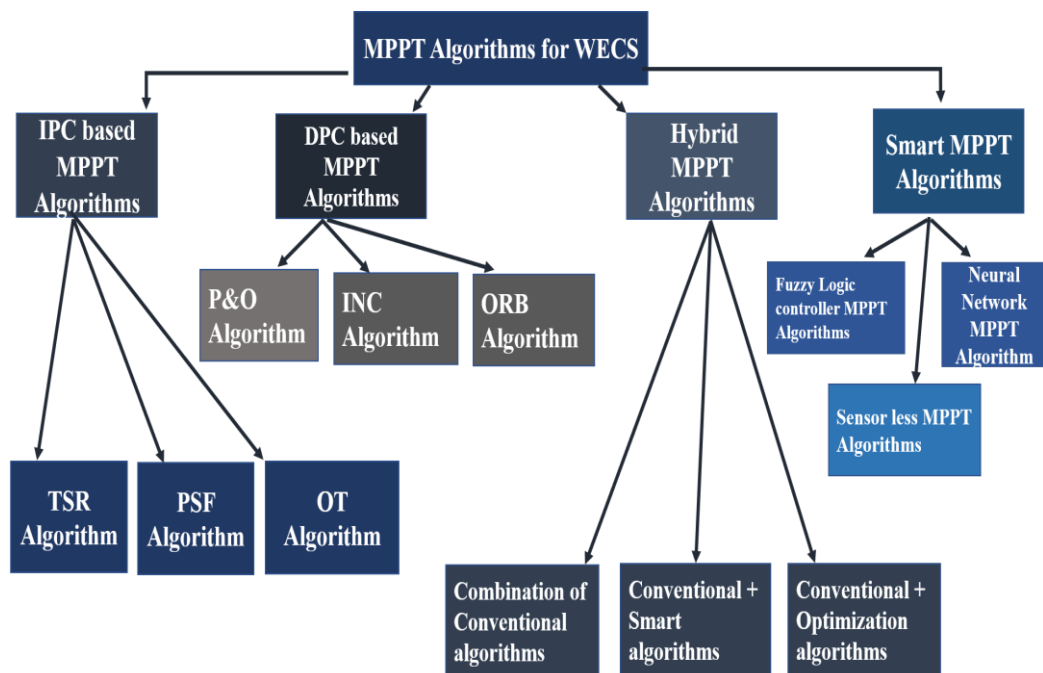 MPPT Algorithms for WECS
IPC based
MPPT
Algorithms
DPC based
MPPT
Algorithms
Hybrid
MPPT
Algorithms
Smart MPPT
Algorithms
P&O
Algorithm
INC
Algorithm
ORB
Algorithm
Fuzzy Logic
controller MPPT
Algorithms
Neural
Network
MPPT
Algorithm
Sensor less MPPT
Algorithms
TSR
Algorithm
PSF
Algorithm
OT
Algorithm
Combination of
Conventional
algorithms
Conventional +
Smart
algorithms
Conventional +
Optimization
algorithms